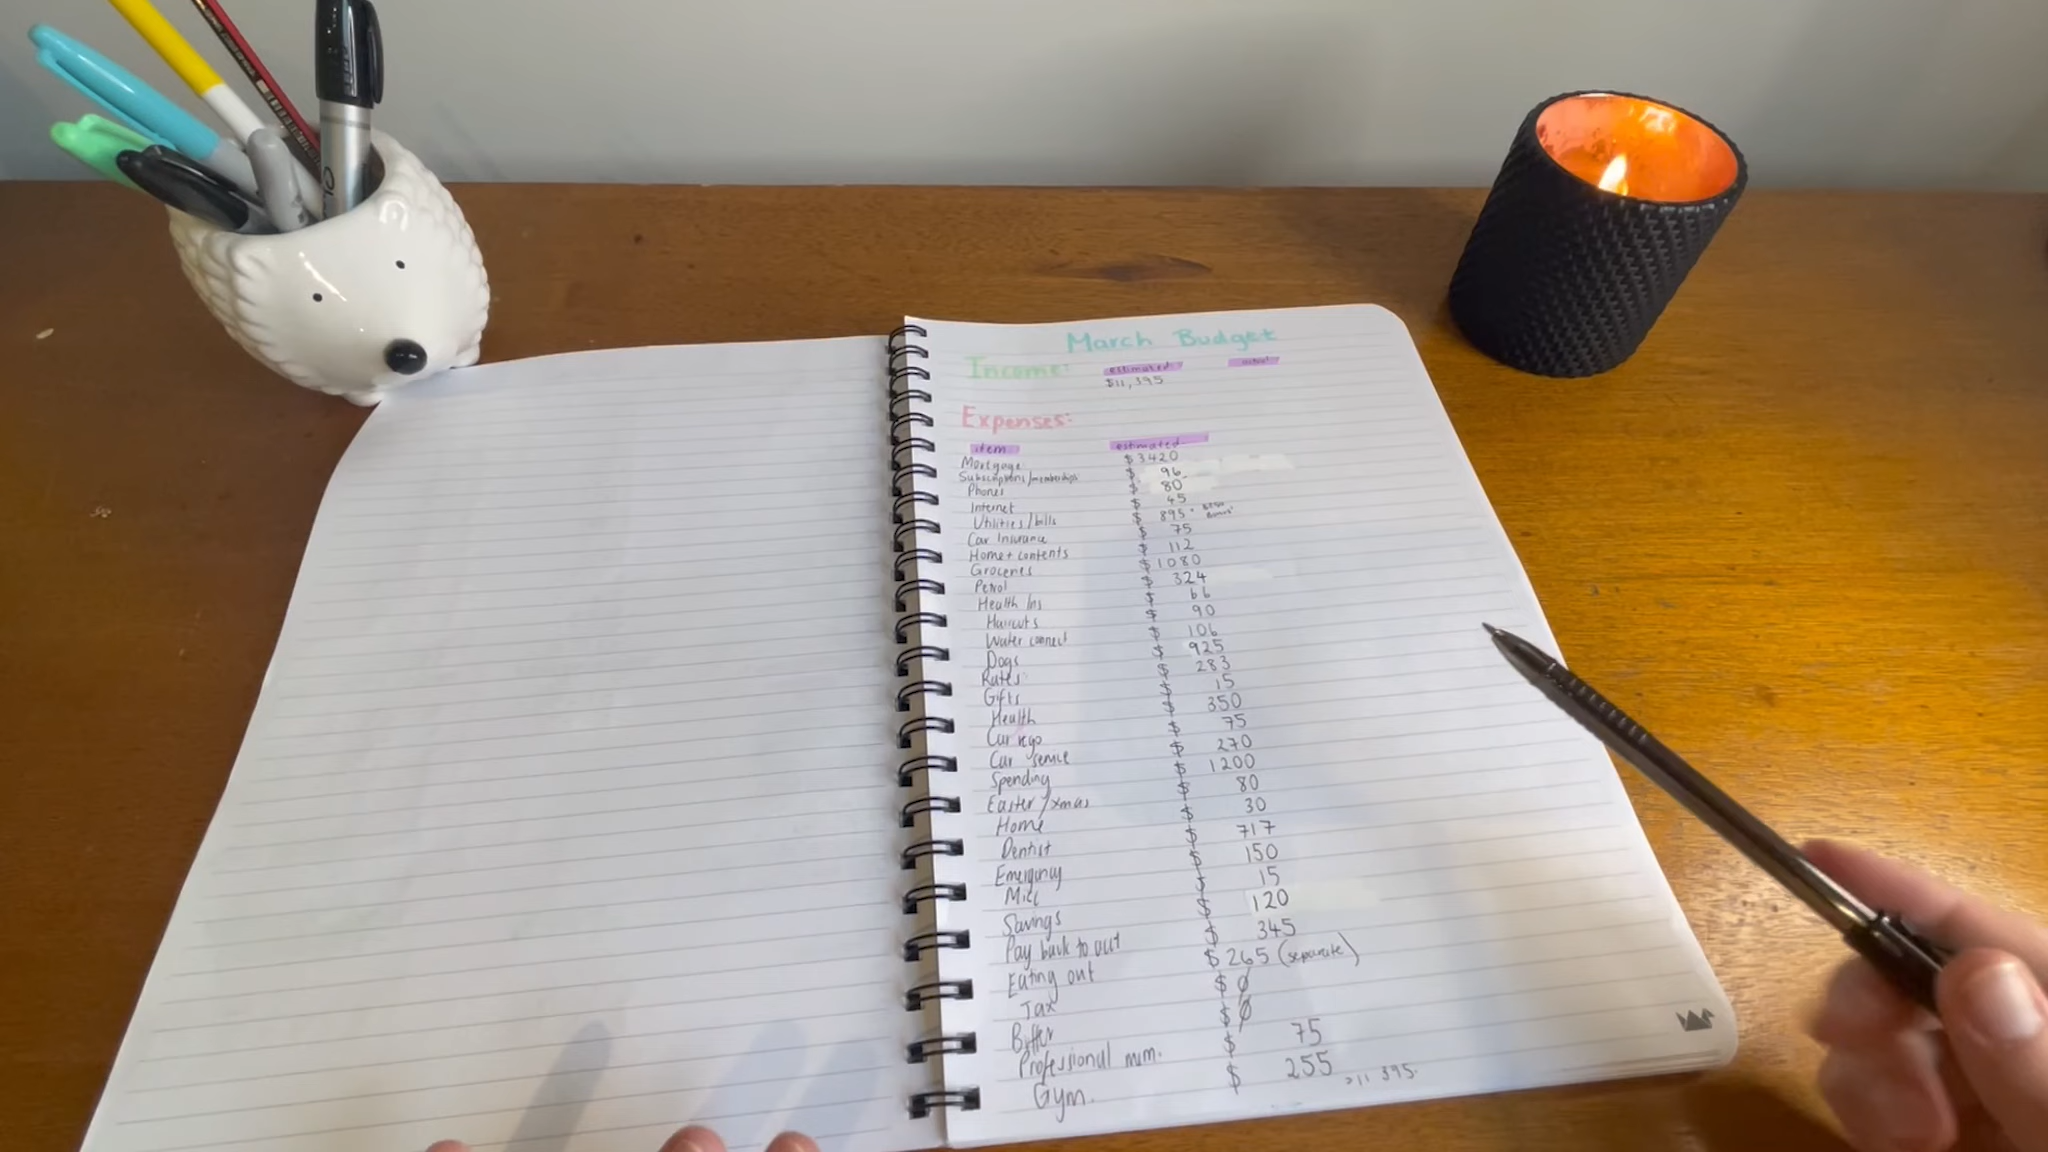 March Budget
Income: estimated actual
$11,395
Expenses:
item estimated
Mortgage $3420
Subscriptions/memberships $ 96
Phones $ 80
Internet $ 45
Utilities/bills $ 895
Car Insurance $ 75
Home + contents $ 112
Groceries $ 1080
Petrol $ 324
Health Ins $ 66
Haircuts $ 90
Water connect $ 106
Dogs $ 925
Rates $ 283
Gifts $ 15
Health $ 350
Car rego $ 75
Car service $ 270
Spending $ 1200
Easter/xmas $ 80
Home $ 30
Dentist $ 717
Emergency $ 150
Misc $ 15
Savings $ 120
Pay back to out $ 345
Eating out $ 265 (separate)
Tax $ 0
Buffer $ 0
Professional mem. $ 75
Gym. $ 255
11 395